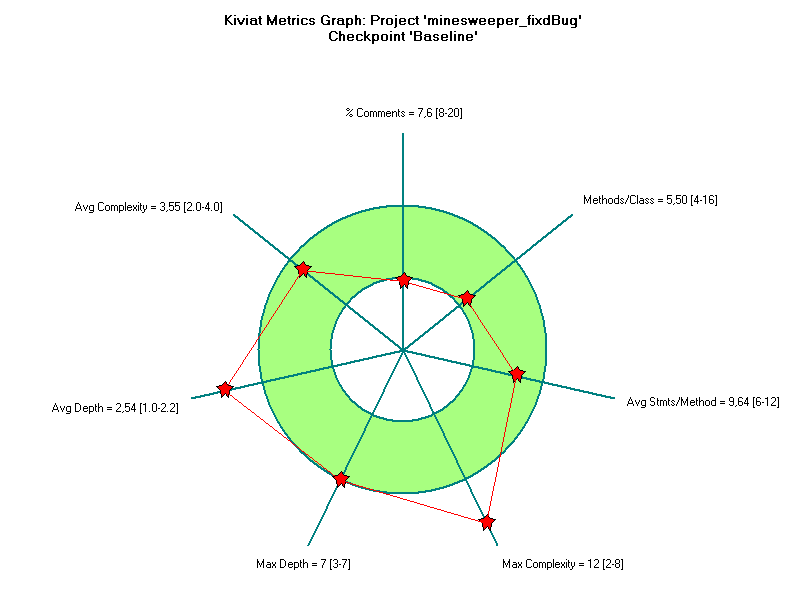 Kiviat Metrics Graph: Project 'minesweeper_fixdBug'
Checkpoint 'Baseline'
% Comments = 7,6 [8-20]
Methods/Class = 5,50 [4-16]
Avg Complexity = 3,55 [2.0-4.0]
Avg Stmts/Method = 9,64 [6-12]
Avg Depth = 2,54 [1.0-2.2]
Max Depth = 7 [3-7]
Max Complexity = 12 [2-8]